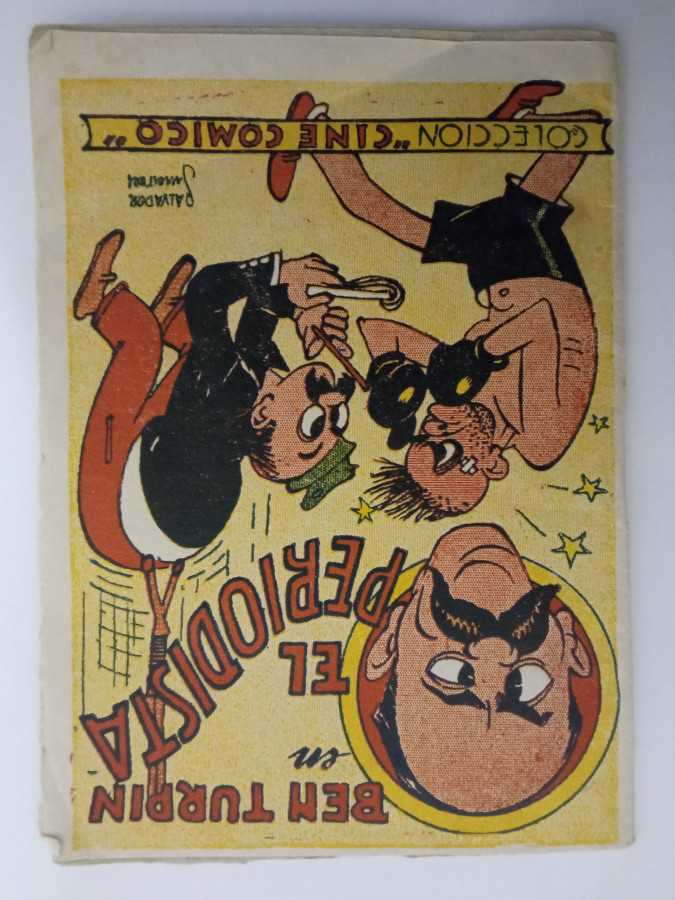 BEN TURPIN
en
EL
PERIODISTA
SALVADOR
Mestres
COLECCION "CINE COMICO"